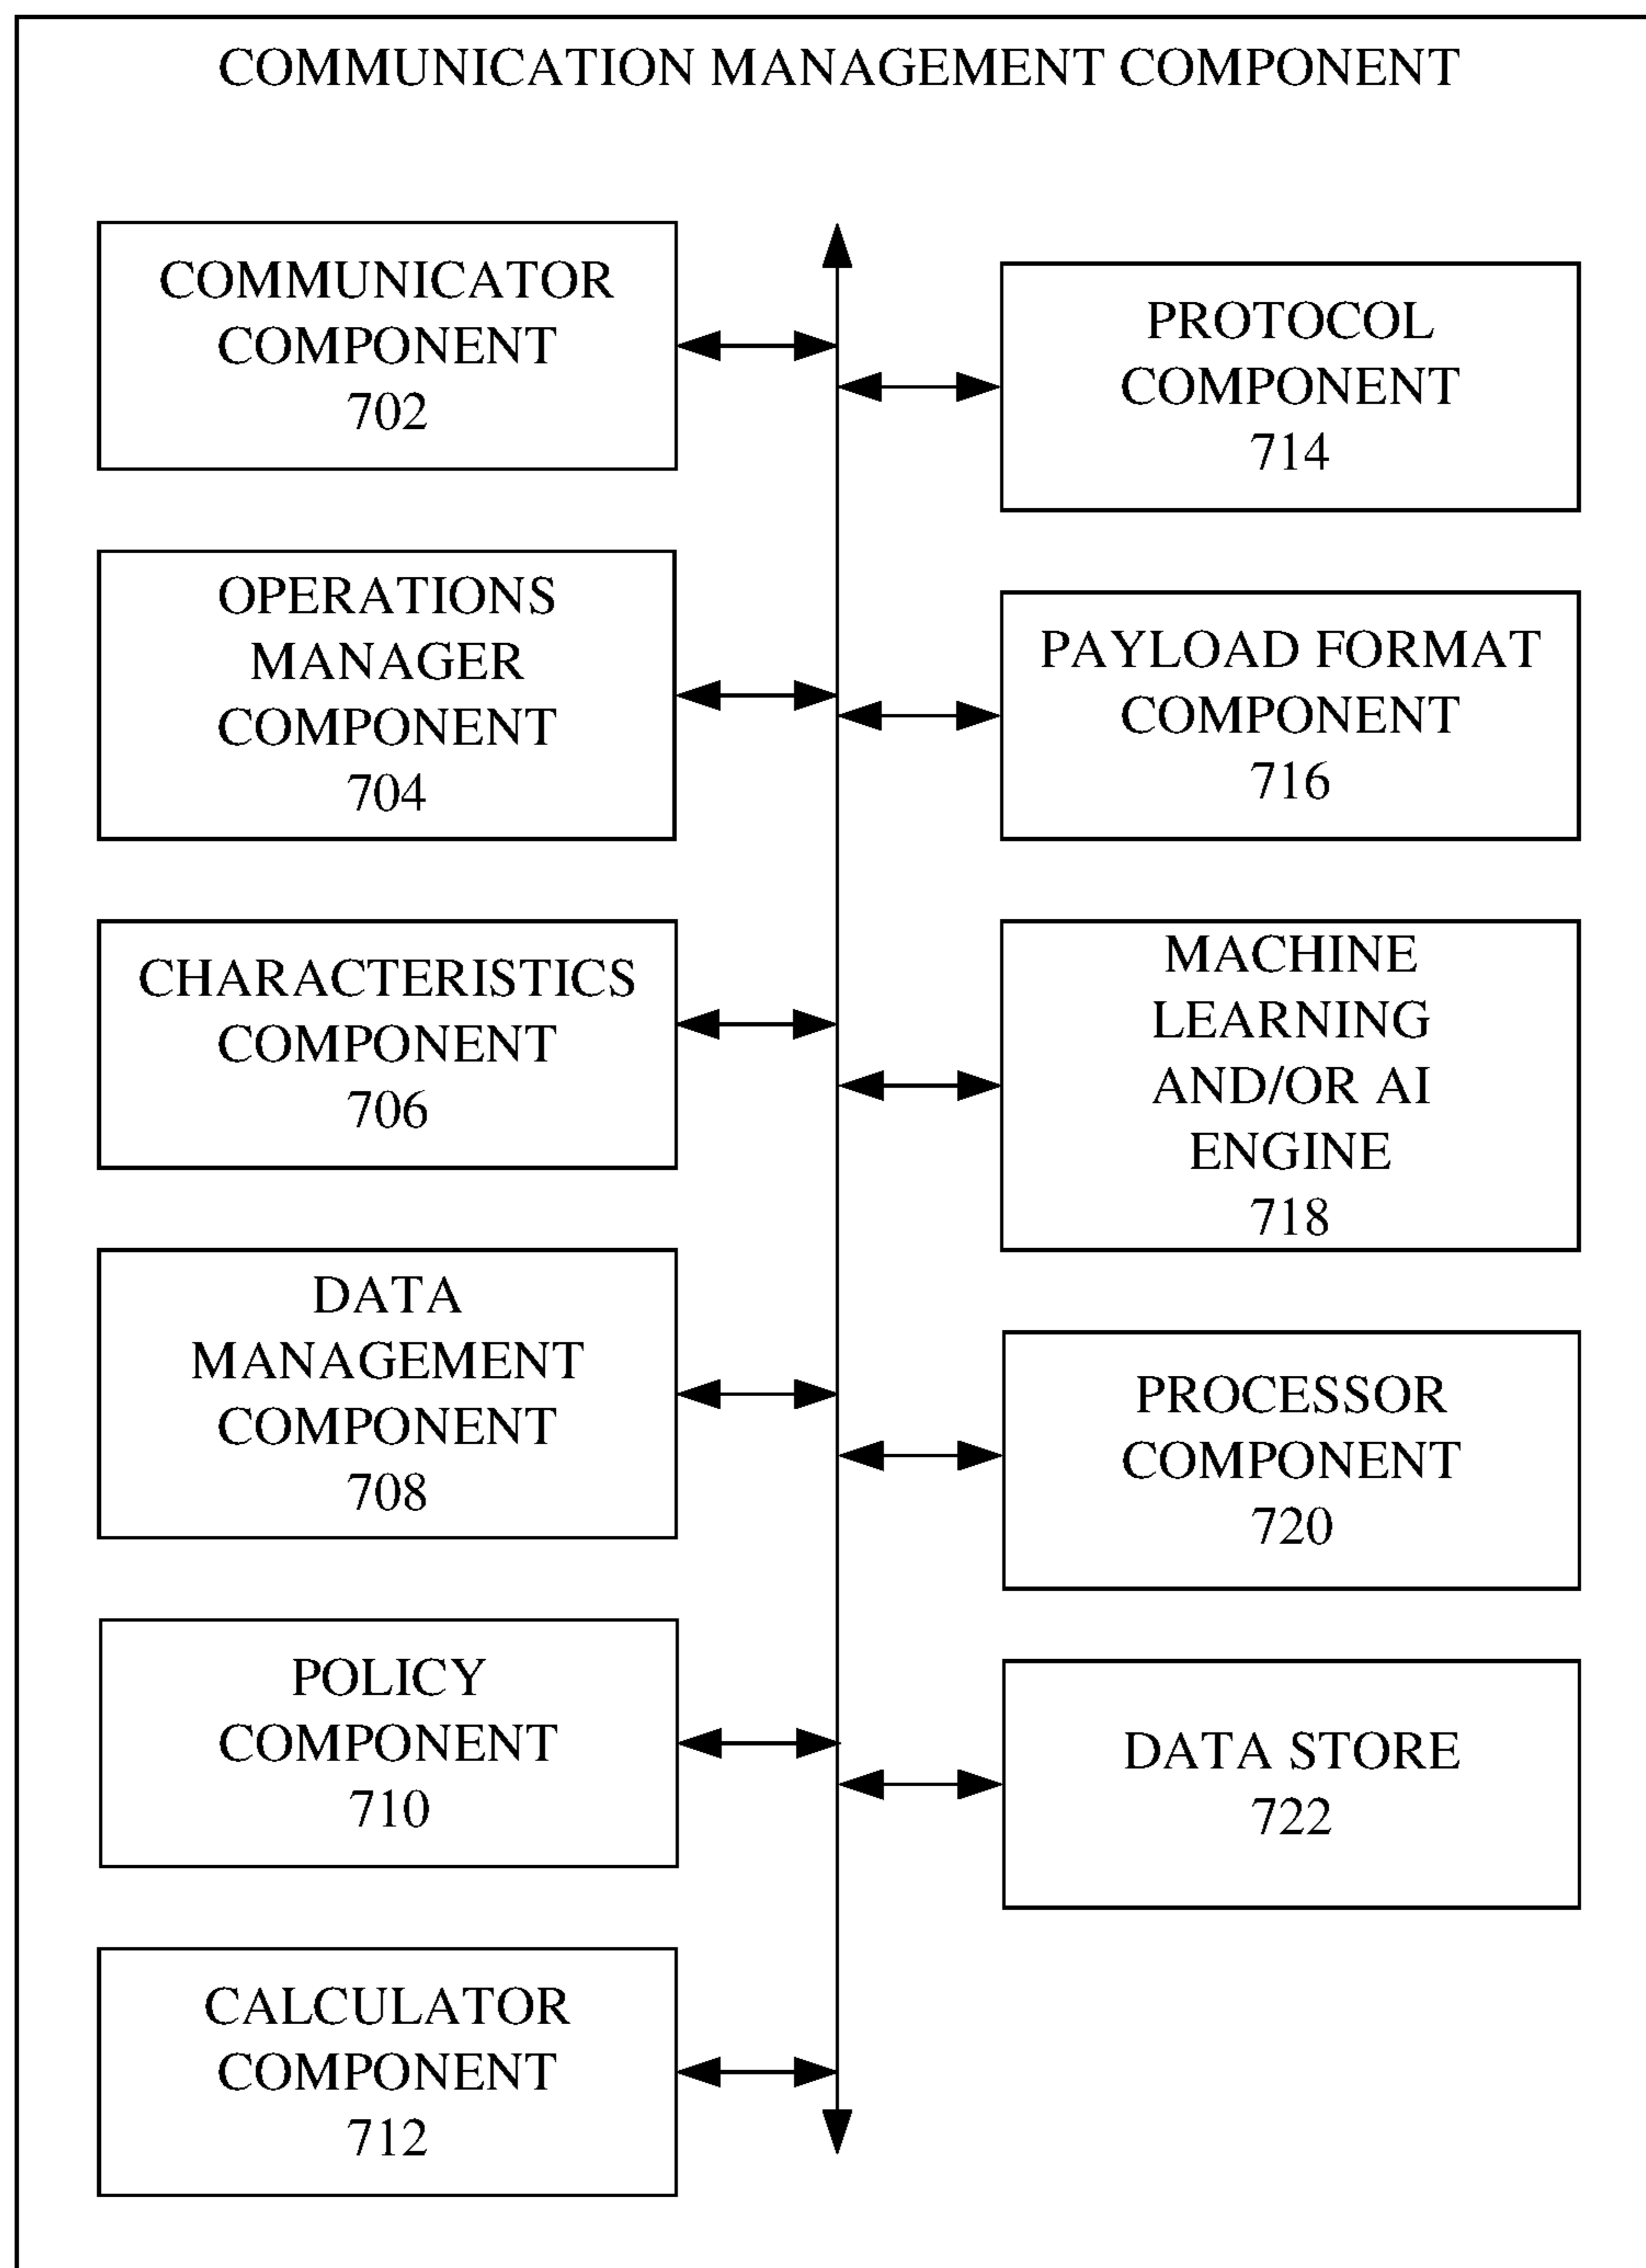 COMMUNICATION MANAGEMENT COMPONENT
COMMUNICATOR
COMPONENT
702
OPERATIONS
MANAGER
COMPONENT
704
CHARACTERISTICS
COMPONENT
706
DATA
MANAGEMENT
COMPONENT
708
POLICY
COMPONENT
710
CALCULATOR
COMPONENT
712
PROTOCOL
COMPONENT
714
PAYLOAD FORMAT
COMPONENT
716
MACHINE
LEARNING
AND/OR AI
ENGINE
718
PROCESSOR
COMPONENT
720
DATA STORE
722